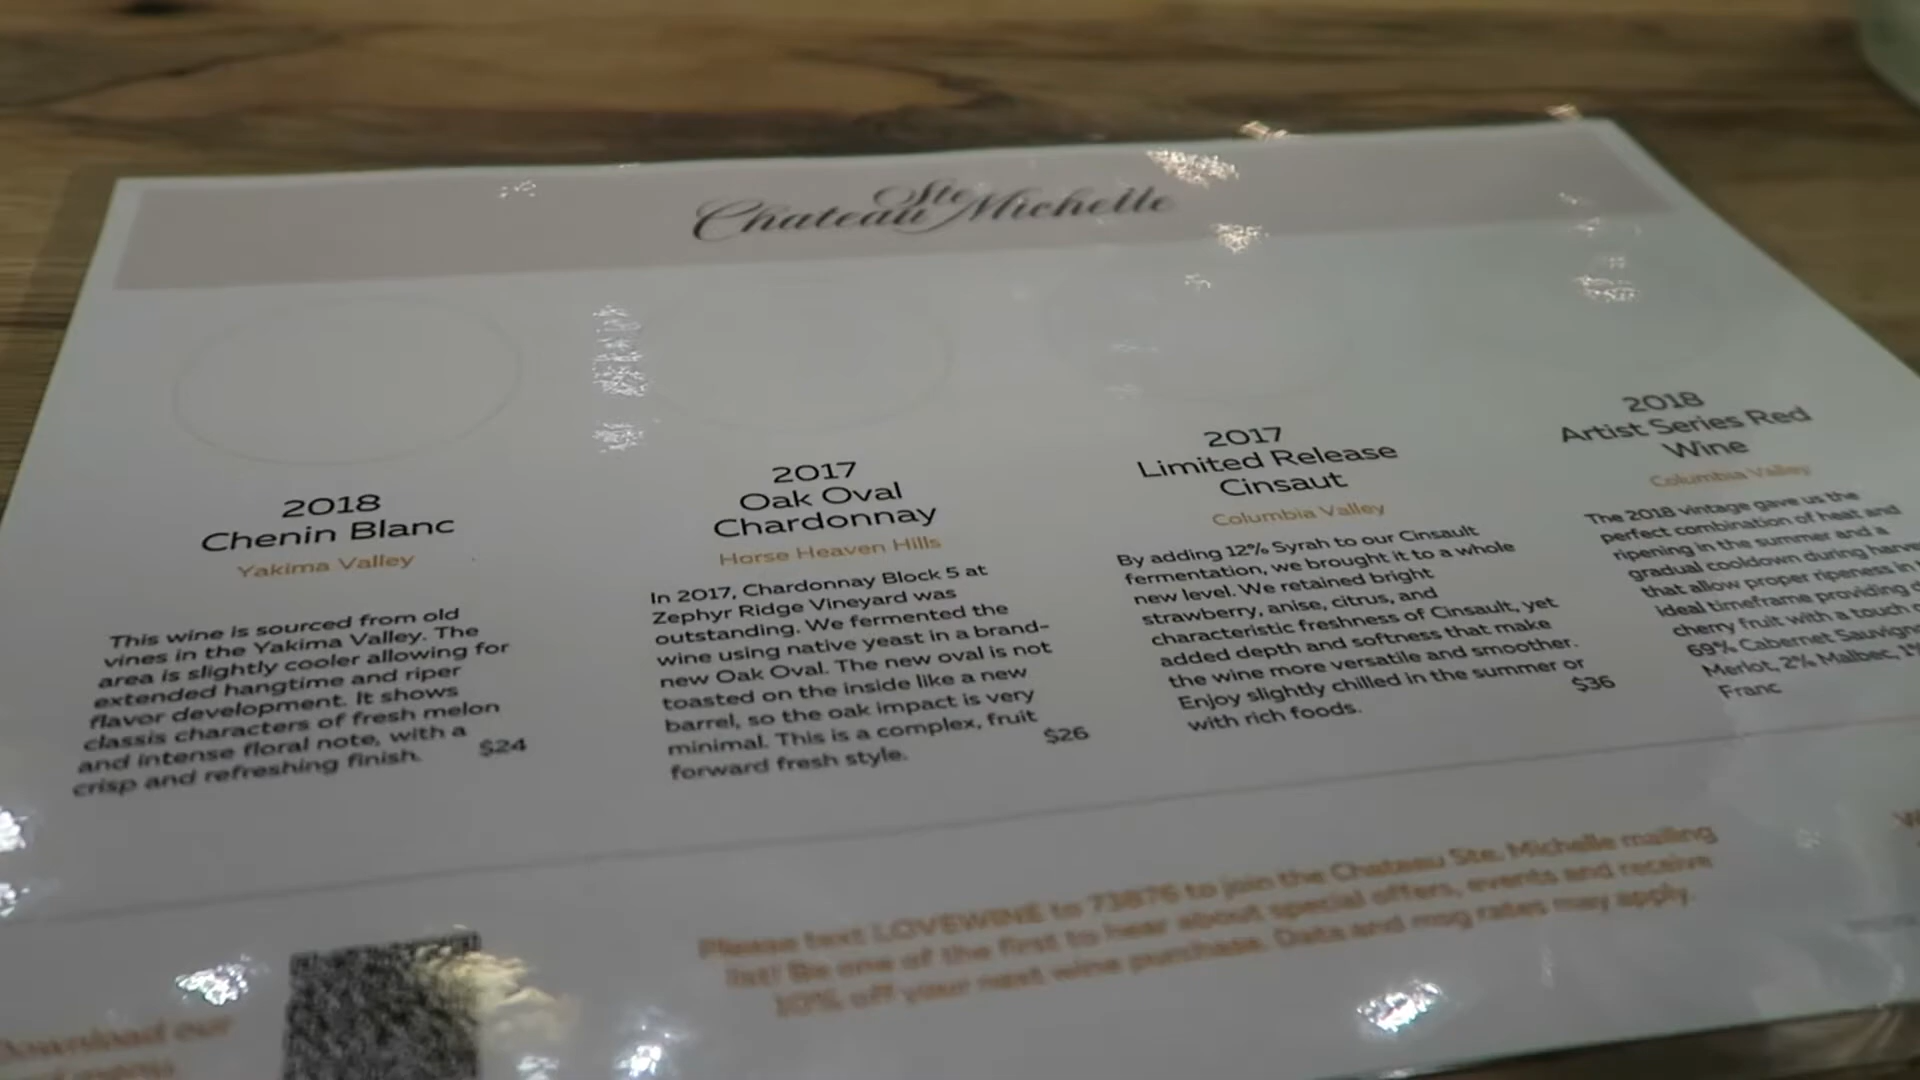 Chateau Ste Michelle
2018
Chenin Blanc
Yakima Valley
This wine is sourced from old
vines in the Yakima Valley. The
area is slightly cooler allowing for
extended hangtime and riper
flavor development. It shows
classis characters of fresh melon
and intense floral note, with a
crisp and refreshing finish.
$24
2017
Oak Oval
Chardonnay
Horse Heaven Hills
In 2017, Chardonnay Block 5 at
Zephyr Ridge Vineyard was
outstanding. We fermented the
wine using native yeast in a brand-
new Oak Oval. The new oval is not
toasted on the inside like a new
barrel, so the oak impact is very
minimal. This is a complex, fruit
forward fresh style.
$26
2017
Limited Release
Cinsaut
Columbia Valley
By adding 12% Syrah to our Cinsault
fermentation, we brought it to a whole
new level. We retained bright
strawberry, anise, citrus, and
characteristic freshness of Cinsault, yet
added depth and softness that make
the wine more versatile and smoother.
Enjoy slightly chilled in the summer or
with rich foods.
$36
2018
Artist Series Red
Wine
Columbia Valley
The 2018 vintage gave us the
perfect combination of heat and
ripening in the summer and a
gradual cooldown during
that allow proper ripeness in
ideal timeframe providing
cherry fruit with a touch
69% Cabernet
Merlot, 2% Malbec, 1%
Franc
Please text LOVEWINE to 73876 to join the Chateau Ste. Michelle mailing
list! Be one of the first to hear about special offers, events and receive
10% off your next wine purchase. Data and msg rates may apply.
Download our